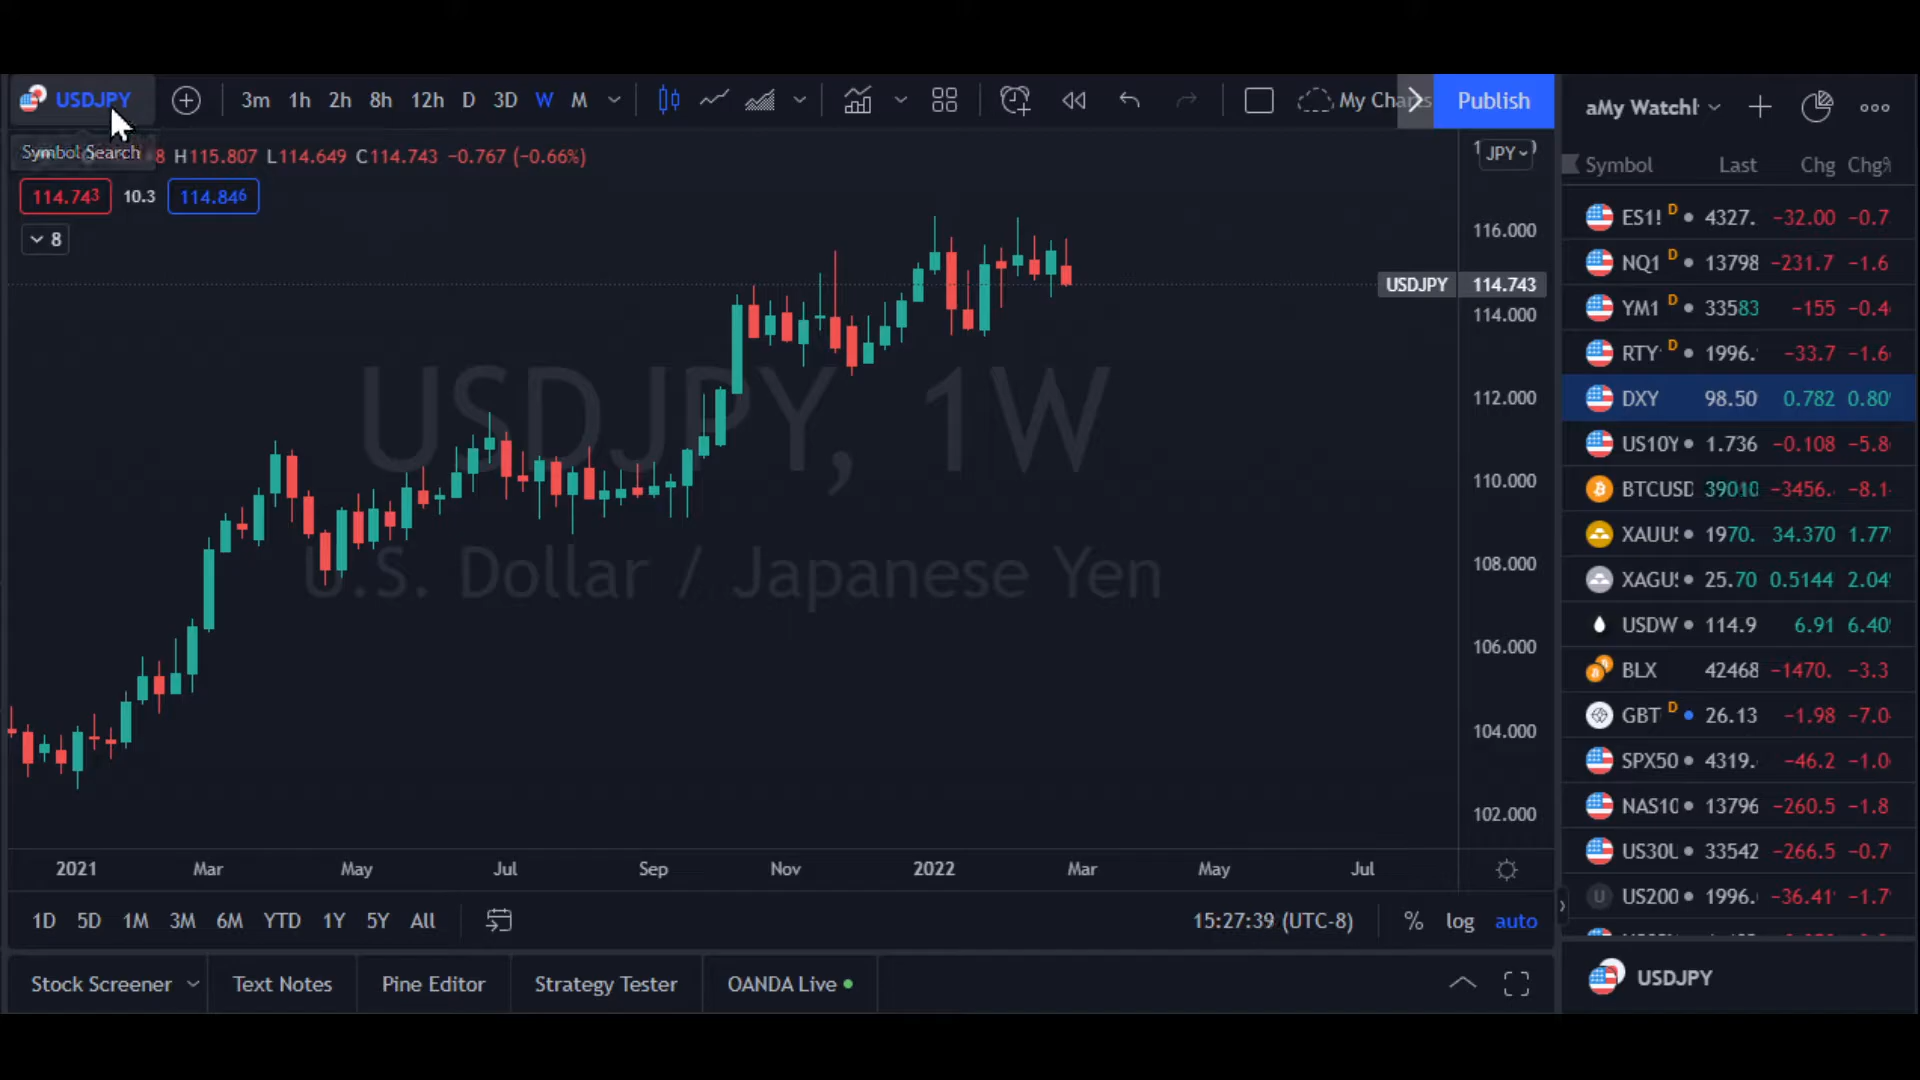 USDJPY 3m 1h 2h 8h 12h D 3D W M My Charts Publish
Symbol Search 8 H115.807 L114.649 C114.743 −0.767 (−0.66%)
114.743 10.3 114.846
8
JPY
116.000
USDJPY 114.743
114.000
112.000
110.000
108.000
106.000
104.000
102.000
USDJPY, 1W
U.S. Dollar / Japanese Yen
2021 Mar May Jul Sep Nov 2022 Mar May Jul
1D 5D 1M 3M 6M YTD 1Y 5Y All 15:27:39 (UTC-8) % log auto
Stock Screener Text Notes Pine Editor Strategy Tester OANDA Live
aMy Watchl
Symbol Last Chg Chg%
ES1! D 4327. −32.00 −0.7
NQ1 D 13798 −231.7 −1.6
YM1 D 33583 −155 −0.4
RTY D 1996. −33.7 −1.6
DXY 98.50 0.782 0.80
US10Y 1.736 −0.108 −5.8
BTCUSD 39010 −3456. −8.1
XAUU 1970. 34.370 1.77
XAGU 25.70 0.5144 2.04
USDW 114.9 6.91 6.40
BLX 42468 −1470. −3.3
GBT D 26.13 −1.98 −7.0
SPX50 4319. −46.2 −1.0
NAS10 13796 −260.5 −1.8
US30 33542 −266.5 −0.7
US200 1996. −36.41 −1.7
USDJPY